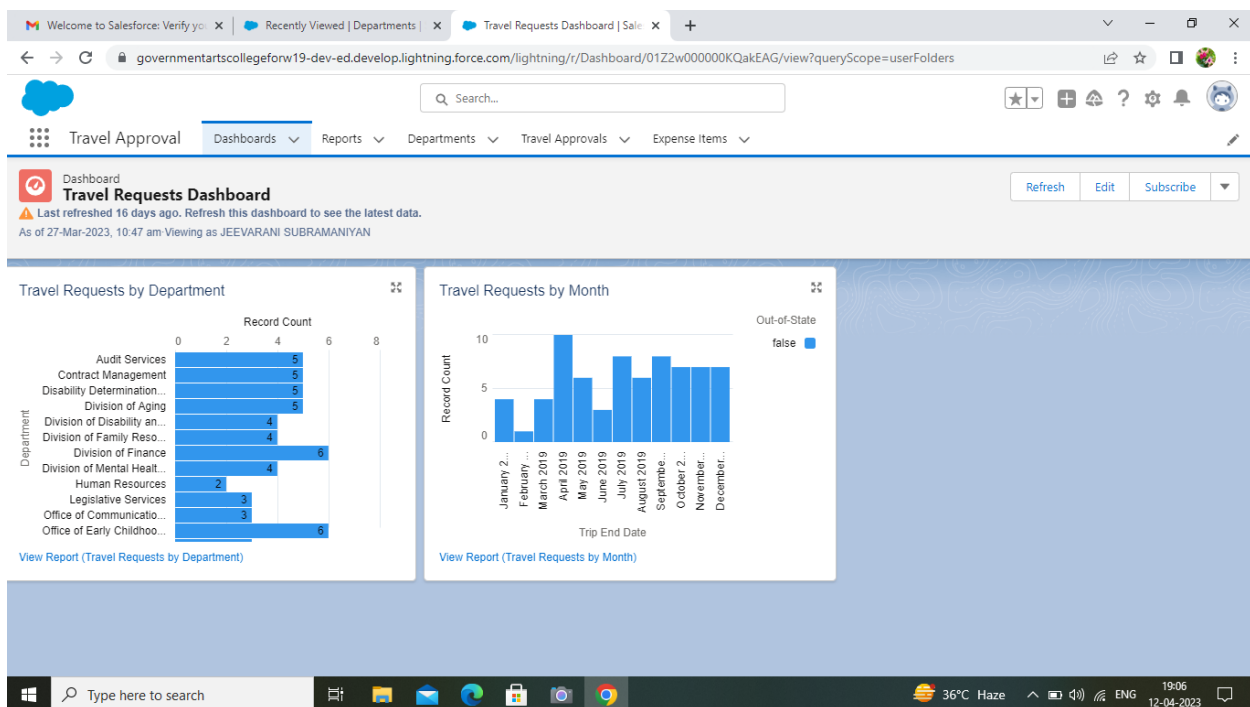 Welcome to Salesforce: Verify yo
Recently Viewed | Departments |
Travel Requests Dashboard | Sale
governmentartscollegeforw19-dev-ed.develop.lightning.force.com/lightning/r/Dashboard/01Z2w000000KQakEAG/view?queryScope=userFolders
Search...
Travel Approval
Dashboards
Reports
Departments
Travel Approvals
Expense Items
Dashboard
Travel Requests Dashboard
Last refreshed 16 days ago. Refresh this dashboard to see the latest data.
As of 27-Mar-2023, 10:47 am·Viewing as JEEVARANI SUBRAMANIYAN
Refresh
Edit
Subscribe
Travel Requests by Department
Record Count
0 2 4 6 8
Department
Audit Services 5
Contract Management 5
Disability Determination... 5
Division of Aging 5
Division of Disability an... 4
Division of Family Reso... 4
Division of Finance 6
Division of Mental Healt... 4
Human Resources 2
Legislative Services 3
Office of Communicatio... 3
Office of Early Childhoo... 6
View Report (Travel Requests by Department)
Travel Requests by Month
Out-of-State
false
Record Count
10
5
0
January 2...
February ...
March 2019
April 2019
May 2019
June 2019
July 2019
August 2019
Septembe...
October 2...
November...
December...
Trip End Date
View Report (Travel Requests by Month)
Type here to search
36°C Haze
ENG
19:06
12-04-2023